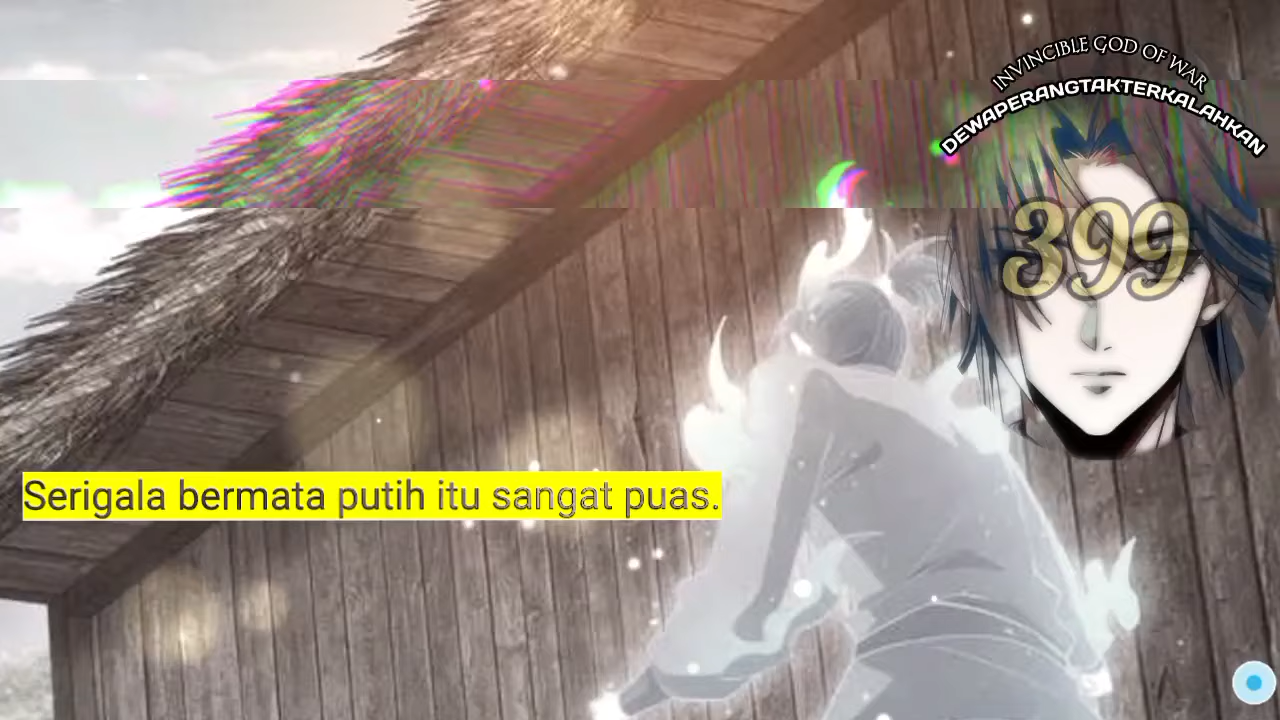 INVINCIBLE GOD OF WAR
DEWAPERANGTAKTERKALAHKAN
399
Serigala bermata putih itu sangat puas.